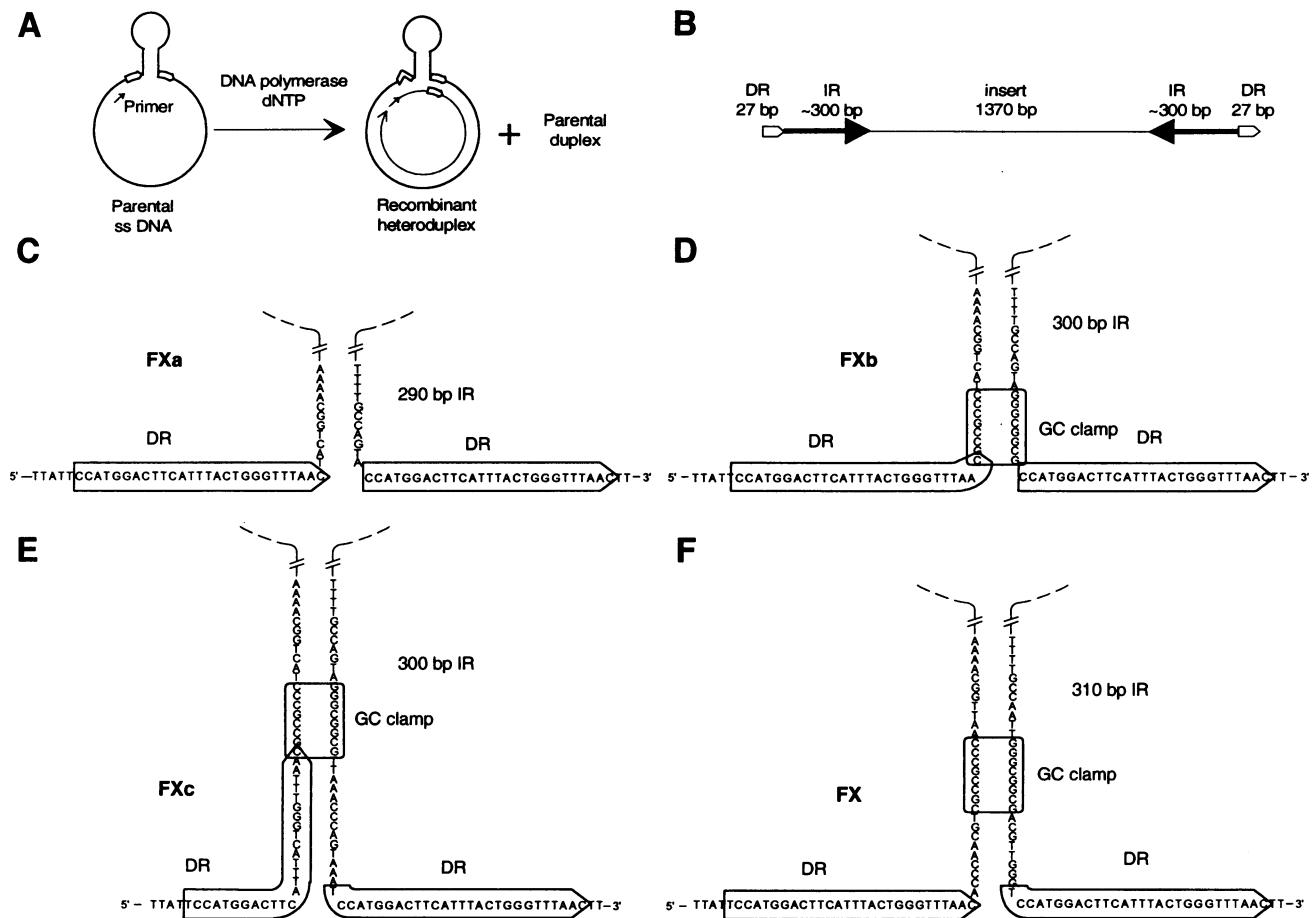 A
Primer
DNA polymerase
dNTP
+
Parental
duplex
Parental
ss DNA
Recombinant
heteroduplex
B
DR
27 bp
IR
~300 bp
insert
1370 bp
IR
~300 bp
DR
27 bp
C
FXa
290 bp IR
DR
DR
5'—TTATTCCATGGACTTCATTTACTGGGTTTAAC
CCATGGACTTCATTTACTGGGTTTAACTT-3'
D
FXb
300 bp IR
GC clamp
DR
DR
5'-TTATTCCATGGACTTCATTTACTGGGTTTAA
CCATGGACTTCATTTACTGGGTTTAACTT-3'
E
FXc
300 bp IR
GC clamp
DR
DR
5'- TTATTCCATGGACTTC
CCATGGACTTCATTTACTGGGTTTAACTT-3'
F
FX
310 bp IR
GC clamp
DR
DR
5'- TTATTCCATGGACTTCATTTACTGGGTTTAAC
CCATGGACTTCATTTACTGGGTTTAACTT-3'